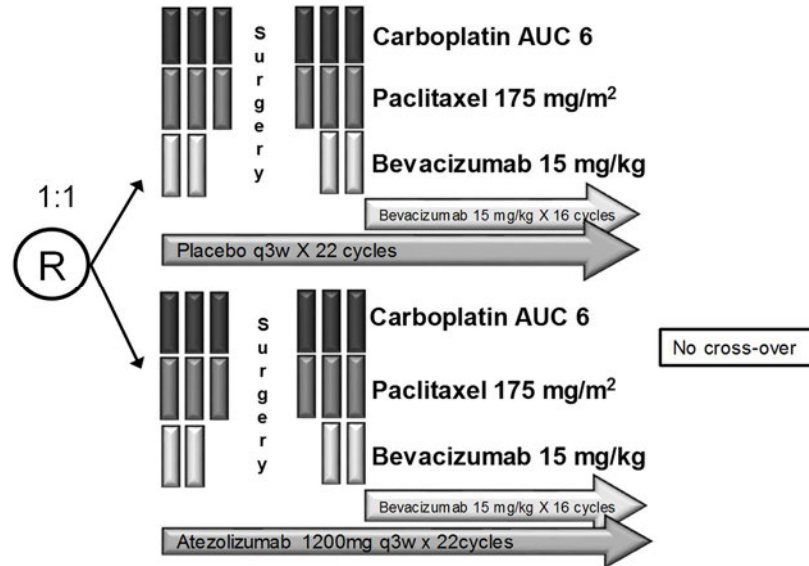 Surgery
Carboplatin AUC 6
Paclitaxel 175 mg/m²
Bevacizumab 15 mg/kg
1:1
Bevacizumab 15 mg/kg X 16 cycles
Placebo q3w X 22 cycles
R
Surgery
Carboplatin AUC 6
No cross-over
Paclitaxel 175 mg/m²
Bevacizumab 15 mg/kg
Bevacizumab 15 mg/kg X 16 cycles
Atezolizumab 1200mg q3w x 22cycles